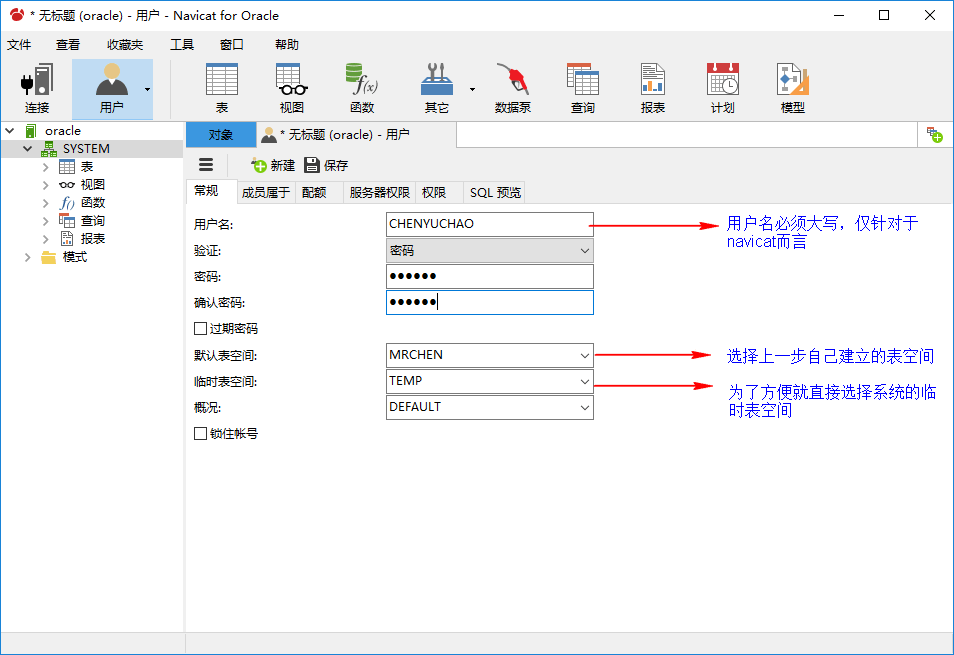 * 无标题 (oracle) - 用户 - Navicat for Oracle
文件 查看 收藏夹 工具 窗口 帮助
连接 用户 表 视图 函数 其它 数据泵 查询 报表 计划 模型
oracle
SYSTEM
表
视图
函数
查询
报表
模式
对象 * 无标题 (oracle) - 用户
新建 保存
常规 成员属于 配额 服务器权限 权限 SQL 预览
用户名: CHENYUCHAO
用户名必须大写，仅针对于
navicat而言
验证: 密码
密码: ●●●●●●
确认密码: ●●●●●●
过期密码
默认表空间: MRCHEN
选择上一步自己建立的表空间
临时表空间: TEMP
为了方便就直接选择系统的临
时表空间
概况: DEFAULT
锁住帐号